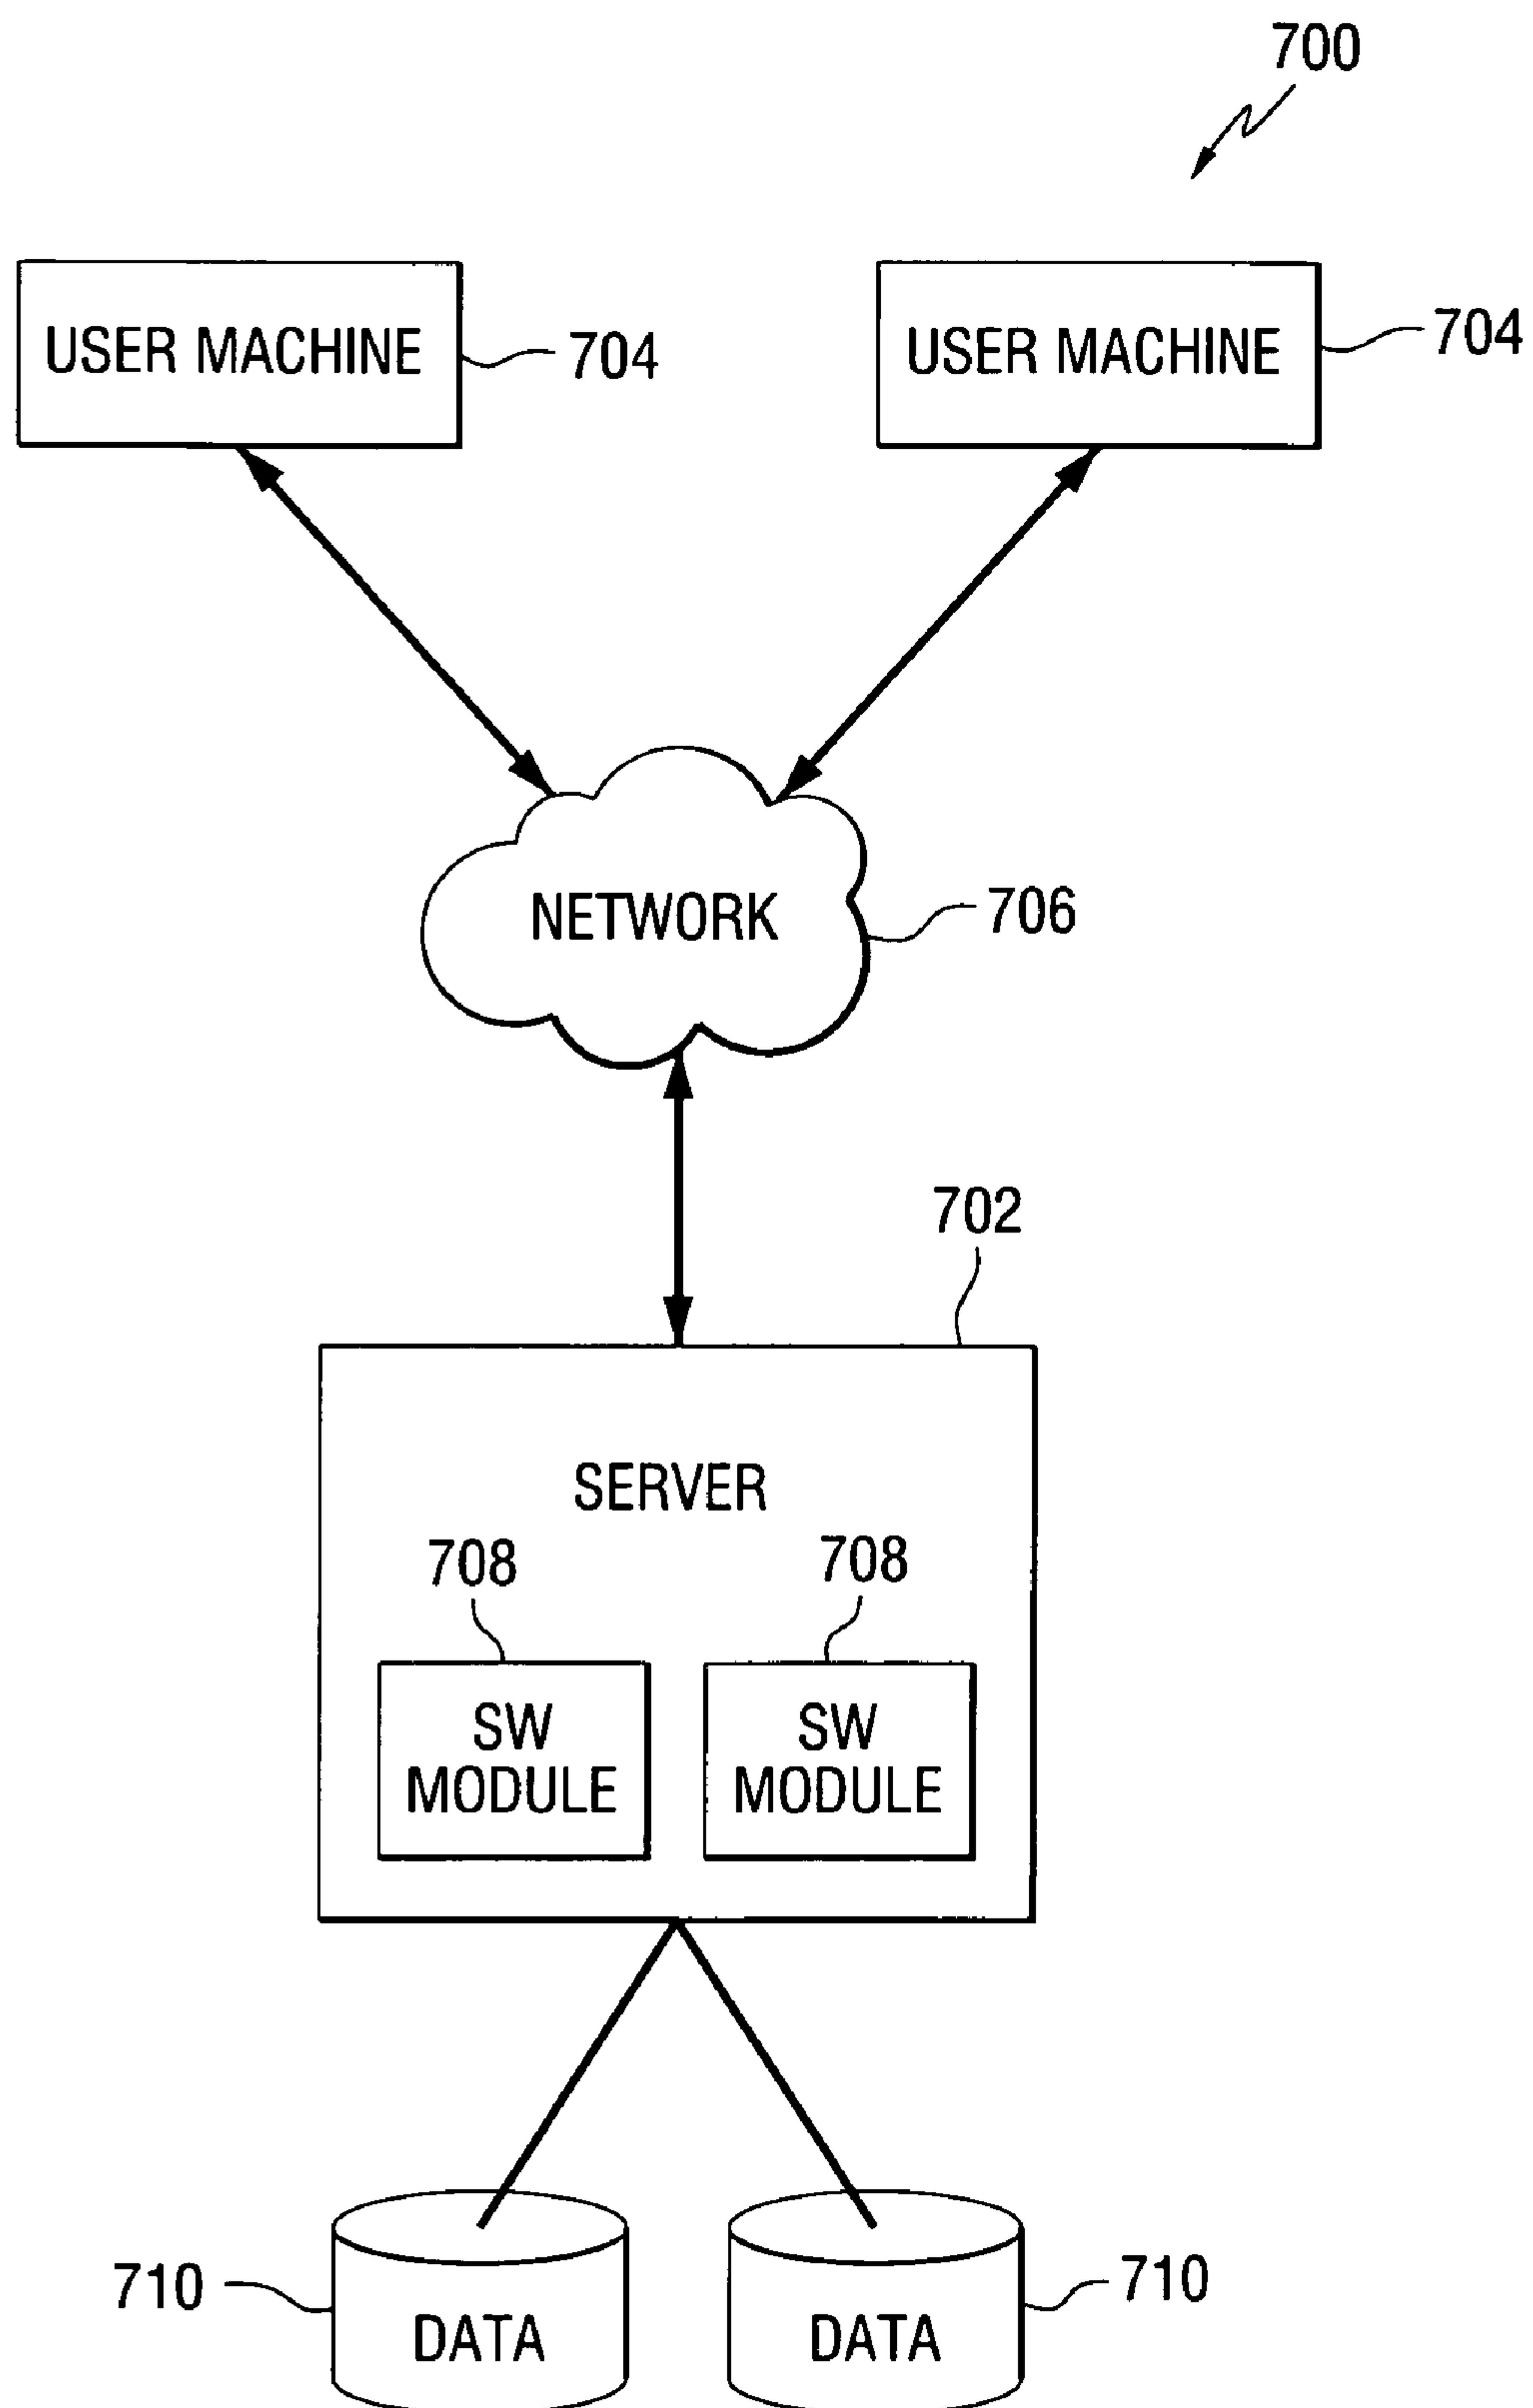 700
USER MACHINE
704
USER MACHINE
704
NETWORK
706
702
SERVER
708
708
SW
MODULE
SW
MODULE
710
DATA
DATA
710